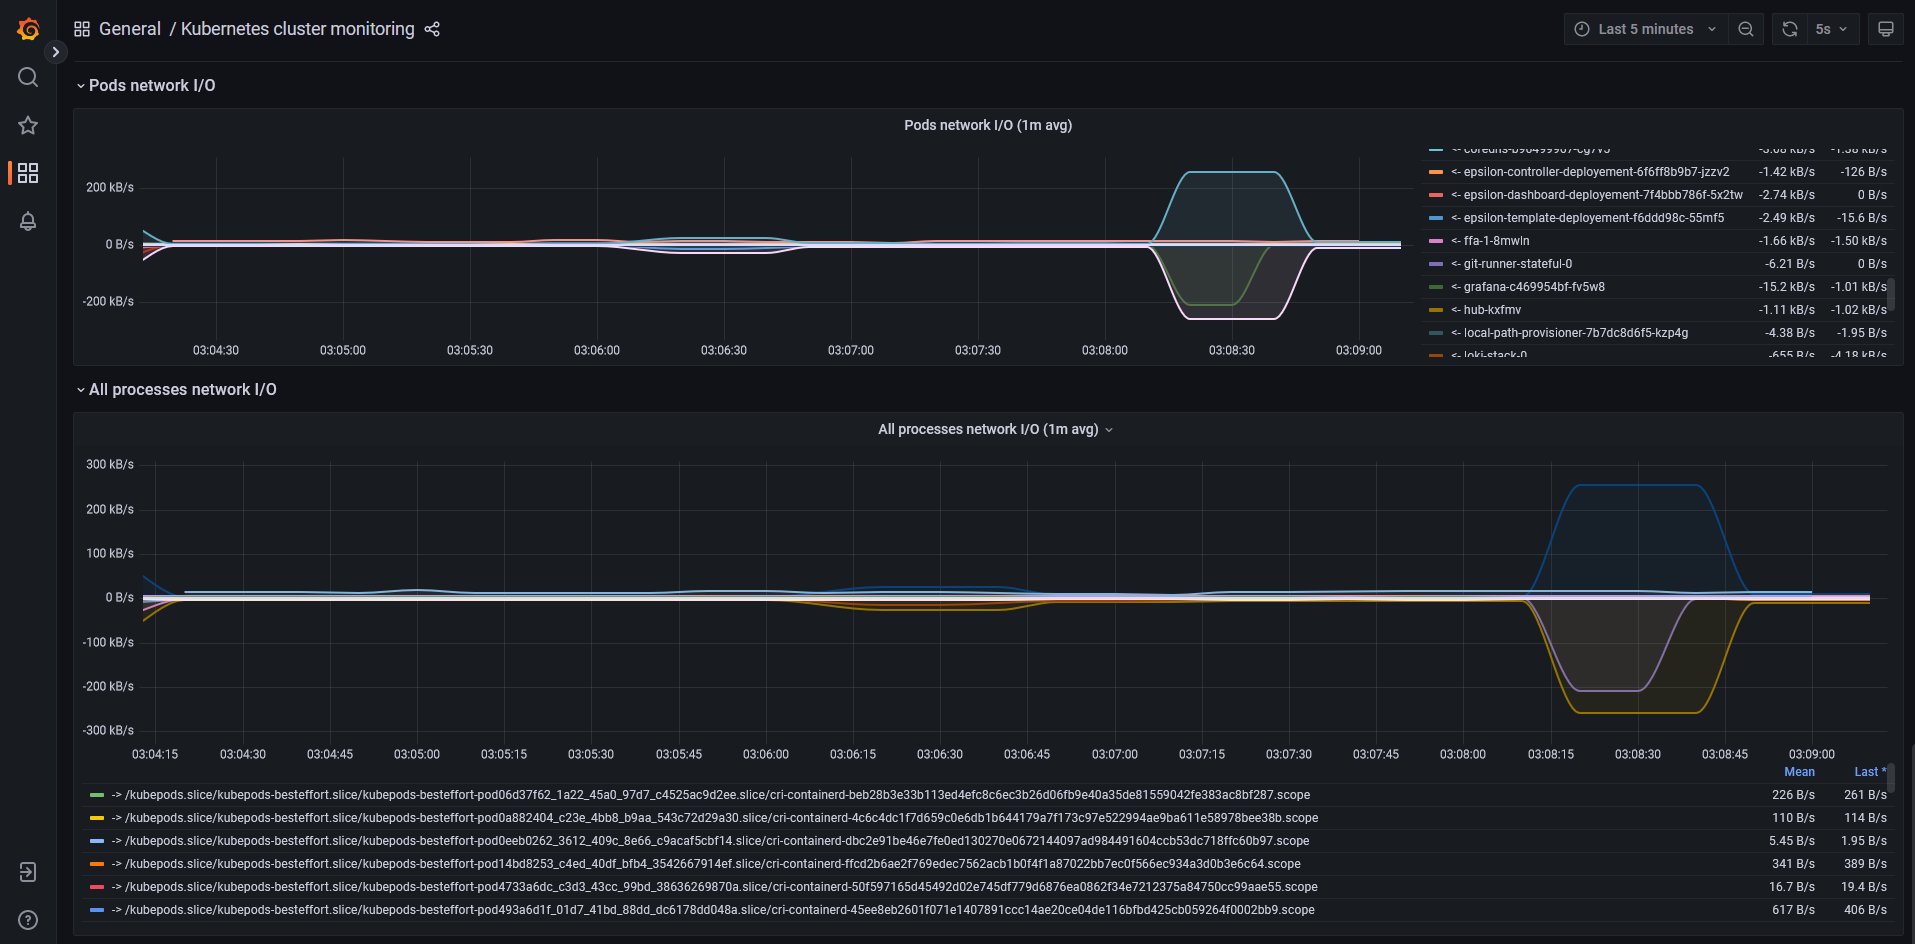 General / Kubernetes cluster monitoring
Last 5 minutes
5s
Pods network I/O
Pods network I/O (1m avg)
200 kB/s
0 B/s
-200 kB/s
03:04:30 03:05:00 03:05:30 03:06:00 03:06:30 03:07:00 03:07:30 03:08:00 03:08:30 03:09:00
<- coredns-b96499967-cg7v5 -3.68 kB/s -1.38 kB/s
<- epsilon-controller-deployement-6f6ff8b9b7-jzzv2 -1.42 kB/s -126 B/s
<- epsilon-dashboard-deployement-7f4bbb786f-5x2tw -2.74 kB/s 0 B/s
<- epsilon-template-deployement-f6ddd98c-55mf5 -2.49 kB/s -15.6 B/s
<- ffa-1-8mwln -1.66 kB/s -1.50 kB/s
<- git-runner-stateful-0 -6.21 B/s 0 B/s
<- grafana-c469954bf-fv5w8 -15.2 kB/s -1.01 kB/s
<- hub-kxfmv -1.11 kB/s -1.02 kB/s
<- local-path-provisioner-7b7dc8d6f5-kzp4g -4.38 B/s -1.95 B/s
<- loki-stack-0 -655 B/s -4.18 kB/s
All processes network I/O
All processes network I/O (1m avg)
300 kB/s
200 kB/s
100 kB/s
0 B/s
-100 kB/s
-200 kB/s
-300 kB/s
03:04:15 03:04:30 03:04:45 03:05:00 03:05:15 03:05:30 03:05:45 03:06:00 03:06:15 03:06:30 03:06:45 03:07:00 03:07:15 03:07:30 03:07:45 03:08:00 03:08:15 03:08:30 03:08:45 03:09:00
Mean Last *
-> /kubepods.slice/kubepods-besteffort.slice/kubepods-besteffort-pod06d37f62_1a22_45a0_97d7_c4525ac9d2ee.slice/cri-containerd-beb28b3e33b113ed4efc8c6ec3b26d06fb9e40a35de81559042fe383ac8bf287.scope 226 B/s 261 B/s
-> /kubepods.slice/kubepods-besteffort.slice/kubepods-besteffort-pod0a882404_c23e_4bb8_b9aa_543c72d29a30.slice/cri-containerd-4c6c4dc1f7d659c0e6db1b644179a7f173c97e522994ae9ba611e58978bee38b.scope 110 B/s 114 B/s
-> /kubepods.slice/kubepods-besteffort.slice/kubepods-besteffort-pod0eeb0262_3612_409c_8e66_c9acaf5cbf14.slice/cri-containerd-dbc2e91be46e7fe0ed130270e0672144097ad984491604ccb53dc718ffc60b97.scope 5.45 B/s 1.95 B/s
-> /kubepods.slice/kubepods-besteffort.slice/kubepods-besteffort-pod14bd8253_c4ed_40df_bfb4_3542667914ef.slice/cri-containerd-ffcd2b6ae2f769edec7562acb1b0f4f1a87022bb7ec0f566ec934a3d0b3e6c64.scope 341 B/s 389 B/s
-> /kubepods.slice/kubepods-besteffort.slice/kubepods-besteffort-pod4733a6dc_c3d3_43cc_99bd_38636269870a.slice/cri-containerd-50f597165d45492d02e745df779d6876ea0862f34e7212375a84750cc99aae55.scope 16.7 B/s 19.4 B/s
-> /kubepods.slice/kubepods-besteffort.slice/kubepods-besteffort-pod493a6d1f_01d7_41bd_88dd_dc6178dd048a.slice/cri-containerd-45ee8eb2601f071e1407891ccc14ae20ce04de116bfbd425cb059264f0002bb9.scope 617 B/s 406 B/s